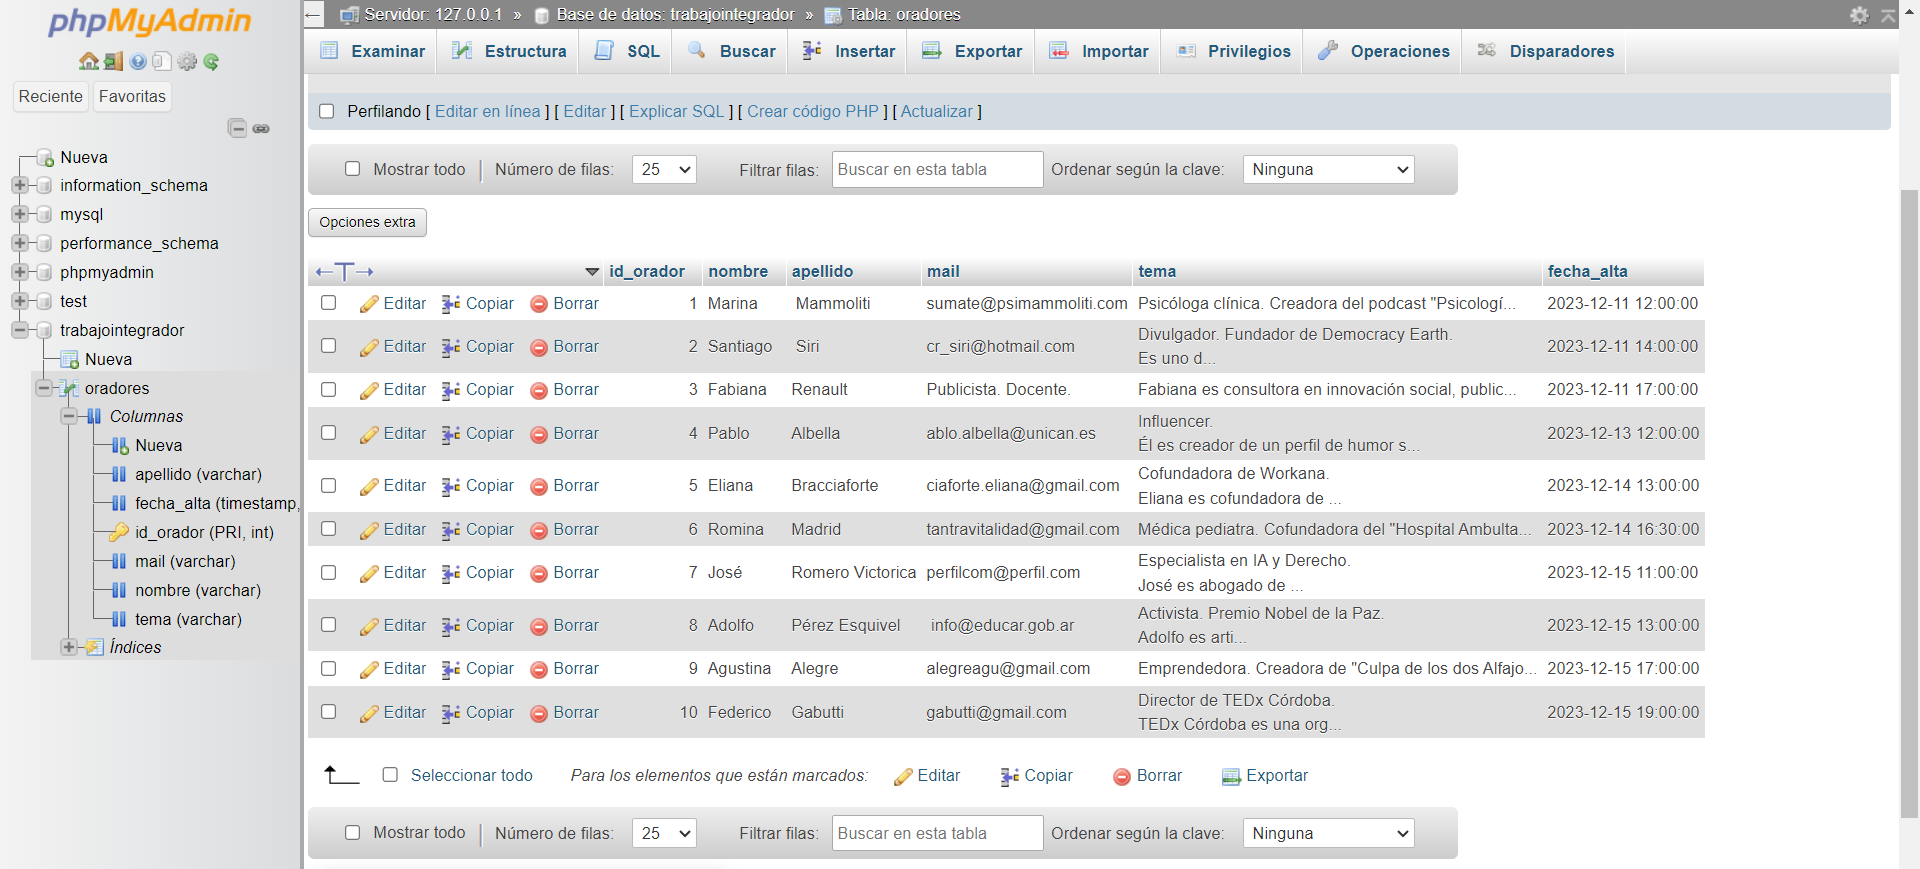 phpMyAdmin
Reciente Favoritas
Nueva
information_schema
mysql
performance_schema
phpmyadmin
test
trabajointegrador
Nueva
oradores
Columnas
Nueva
apellido (varchar)
fecha_alta (timestamp,
id_orador (PRI, int)
mail (varchar)
nombre (varchar)
tema (varchar)
Índices
← Servidor: 127.0.0.1 » Base de datos: trabajointegrador » Tabla: oradores
Examinar Estructura SQL Buscar Insertar Exportar Importar Privilegios Operaciones Disparadores
Perfilando [ Editar en línea ] [ Editar ] [ Explicar SQL ] [ Crear código PHP ] [ Actualizar ]
Mostrar todo Número de filas: 25 Filtrar filas: Buscar en esta tabla Ordenar según la clave: Ninguna
Opciones extra
←T→ id_orador nombre apellido mail tema fecha_alta
Editar Copiar Borrar 1 Marina Mammoliti sumate@psimammoliti.com Psicóloga clínica. Creadora del podcast "Psicologí... 2023-12-11 12:00:00
Editar Copiar Borrar 2 Santiago Siri cr_siri@hotmail.com Divulgador. Fundador de Democracy Earth. 2023-12-11 14:00:00
Es uno d...
Editar Copiar Borrar 3 Fabiana Renault Publicista. Docente. Fabiana es consultora en innovación social, public... 2023-12-11 17:00:00
Editar Copiar Borrar 4 Pablo Albella ablo.albella@unican.es Influencer. 2023-12-13 12:00:00
Él es creador de un perfil de humor s...
Editar Copiar Borrar 5 Eliana Bracciaforte ciaforte.eliana@gmail.com Cofundadora de Workana. 2023-12-14 13:00:00
Eliana es cofundadora de ...
Editar Copiar Borrar 6 Romina Madrid tantravitalidad@gmail.com Médica pediatra. Cofundadora del "Hospital Ambulta... 2023-12-14 16:30:00
Editar Copiar Borrar 7 José Romero Victorica perfilcom@perfil.com Especialista en IA y Derecho. 2023-12-15 11:00:00
José es abogado de ...
Editar Copiar Borrar 8 Adolfo Pérez Esquivel info@educar.gob.ar Activista. Premio Nobel de la Paz. 2023-12-15 13:00:00
Adolfo es arti...
Editar Copiar Borrar 9 Agustina Alegre alegreagu@gmail.com Emprendedora. Creadora de "Culpa de los dos Alfajo... 2023-12-15 17:00:00
Editar Copiar Borrar 10 Federico Gabutti gabutti@gmail.com Director de TEDx Córdoba. 2023-12-15 19:00:00
TEDx Córdoba es una org...
Seleccionar todo Para los elementos que están marcados: Editar Copiar Borrar Exportar
Mostrar todo Número de filas: 25 Filtrar filas: Buscar en esta tabla Ordenar según la clave: Ninguna